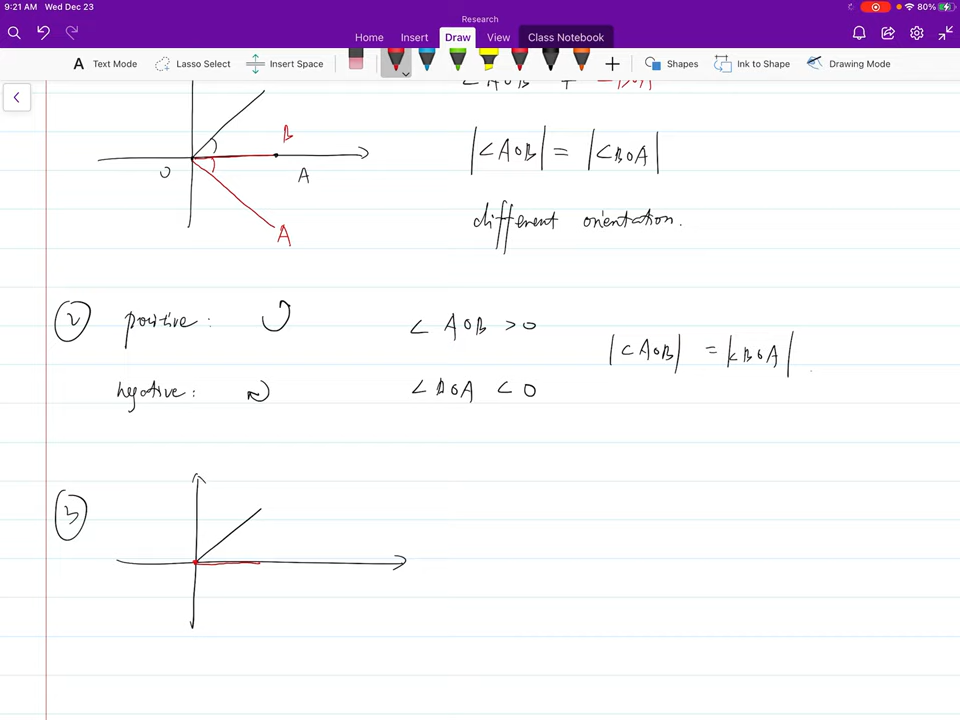 9:21 AM Wed Dec 23
80%
Research
Home Insert Draw View Class Notebook
A Text Mode Lasso Select Insert Space Shapes Ink to Shape Drawing Mode
∠AOB + -BOA
B
O A
A
|∠AOB| = |∠BOA|
different orientation.
② positive: ∠AOB >0
|∠AOB| = |∠BOA|
negative: ∠BOA < 0
③